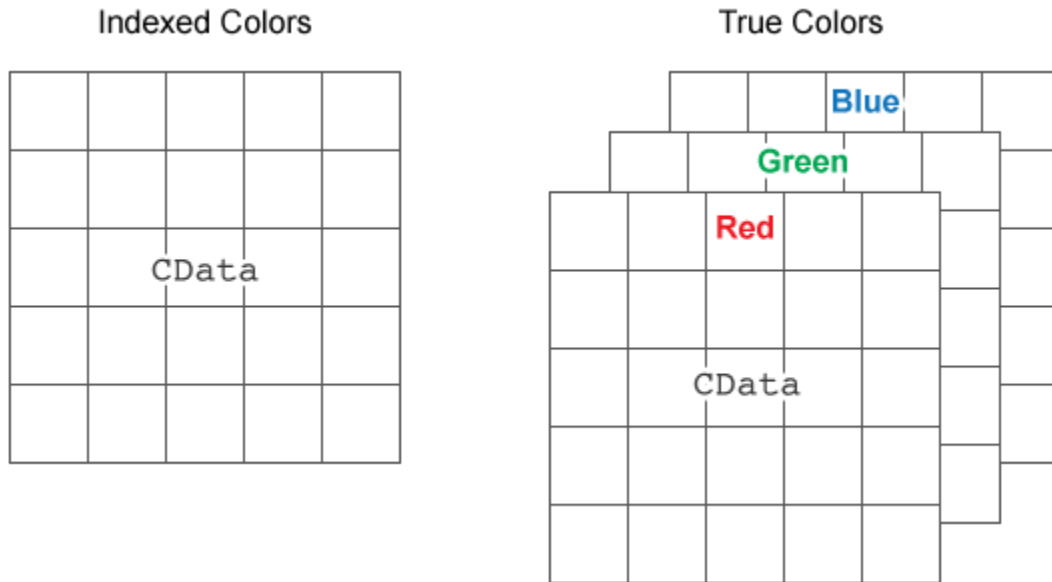 Indexed Colors
CData
True Colors
Blue
Green
Red
CData